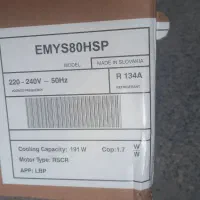 EMYS80HSP
MODEL
MADE IN SLOVAKIA
220 - 240V ~ 50Hz
R 134A
REFRIGERANT
Cooling Capacity: 191 W
Cop: 1.7 W
W
Motor Type: RSCR
APP: LBP